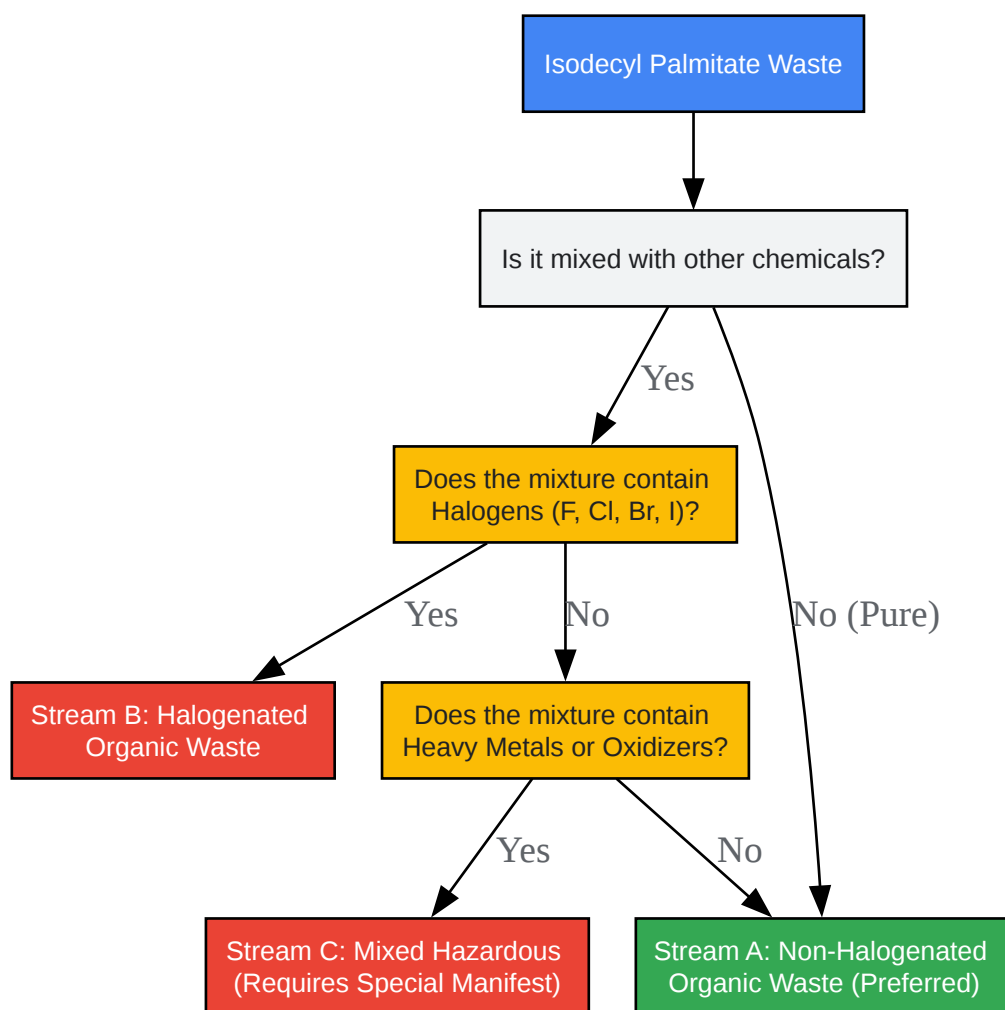 Isodecyl Palmitate Waste
Is it mixed with other chemicals?
Yes
Does the mixture contain
Halogens (F, Cl, Br, I)?
Yes
No
No (Pure)
Stream B: Halogenated
Organic Waste
Does the mixture contain
Heavy Metals or Oxidizers?
Yes
No
Stream C: Mixed Hazardous
(Requires Special Manifest)
Stream A: Non-Halogenated
Organic Waste (Preferred)